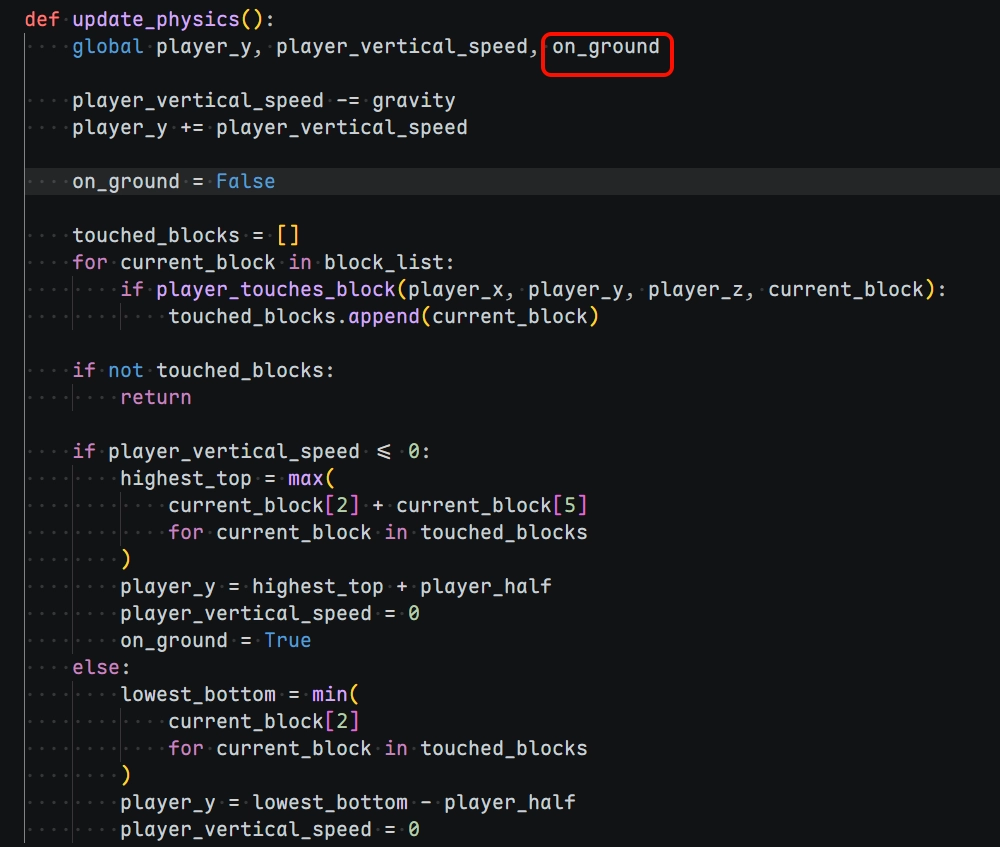 def update_physics():
    global player_y, player_vertical_speed, on_ground
    player_vertical_speed -= gravity
    player_y += player_vertical_speed
    on_ground = False
    touched_blocks = []
    for current_block in block_list:
        if player_touches_block(player_x, player_y, player_z, current_block):
            touched_blocks.append(current_block)
    if not touched_blocks:
        return
    if player_vertical_speed ≤ 0:
        highest_top = max(
            current_block[2] + current_block[5]
            for current_block in touched_blocks
        )
        player_y = highest_top + player_half
        player_vertical_speed = 0
        on_ground = True
    else:
        lowest_bottom = min(
            current_block[2]
            for current_block in touched_blocks
        )
        player_y = lowest_bottom - player_half
        player_vertical_speed = 0